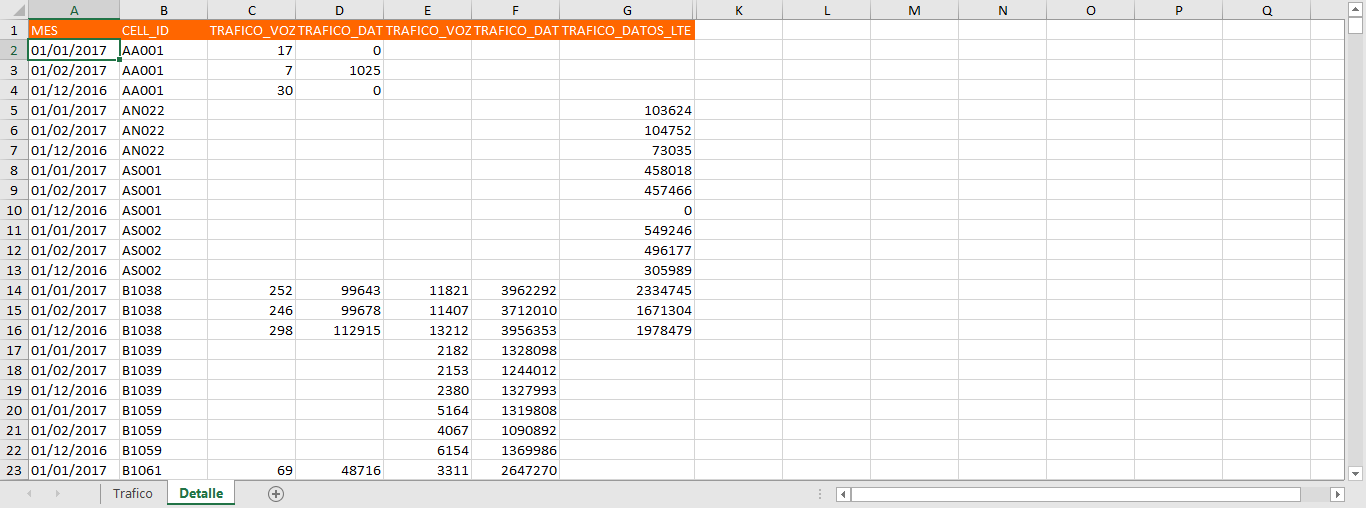 A B C D E F G K L M N O P Q
1 MES CELL_ID TRAFICO_VOZ TRAFICO_DAT TRAFICO_VOZ TRAFICO_DAT TRAFICO_DATOS_LTE
2 01/01/2017 AA001 17 0
3 01/02/2017 AA001 7 1025
4 01/12/2016 AA001 30 0
5 01/01/2017 AN022 103624
6 01/02/2017 AN022 104752
7 01/12/2016 AN022 73035
8 01/01/2017 AS001 458018
9 01/02/2017 AS001 457466
10 01/12/2016 AS001 0
11 01/01/2017 AS002 549246
12 01/02/2017 AS002 496177
13 01/12/2016 AS002 305989
14 01/01/2017 B1038 252 99643 11821 3962292 2334745
15 01/02/2017 B1038 246 99678 11407 3712010 1671304
16 01/12/2016 B1038 298 112915 13212 3956353 1978479
17 01/01/2017 B1039 2182 1328098
18 01/02/2017 B1039 2153 1244012
19 01/12/2016 B1039 2380 1327993
20 01/01/2017 B1059 5164 1319808
21 01/02/2017 B1059 4067 1090892
22 01/12/2016 B1059 6154 1369986
23 01/01/2017 B1061 69 48716 3311 2647270
Trafico Detalle